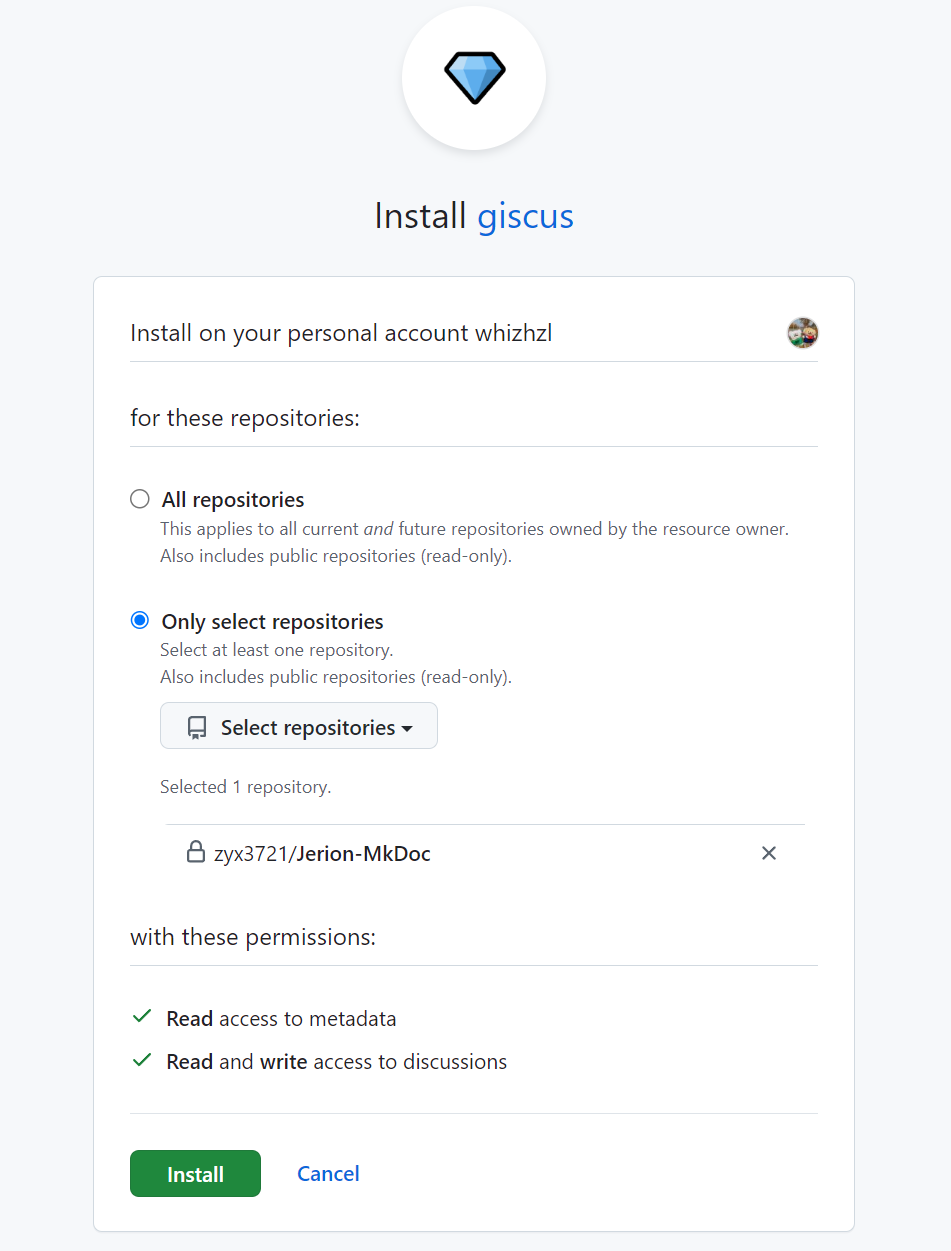 Install giscus
Install on your personal account whizhzl
for these repositories:
All repositories
This applies to all current and future repositories owned by the resource owner.
Also includes public repositories (read-only).
Only select repositories
Select at least one repository.
Also includes public repositories (read-only).
Select repositories
Selected 1 repository.
zyx3721/Jerion-MkDoc
with these permissions:
Read access to metadata
Read and write access to discussions
Install
Cancel